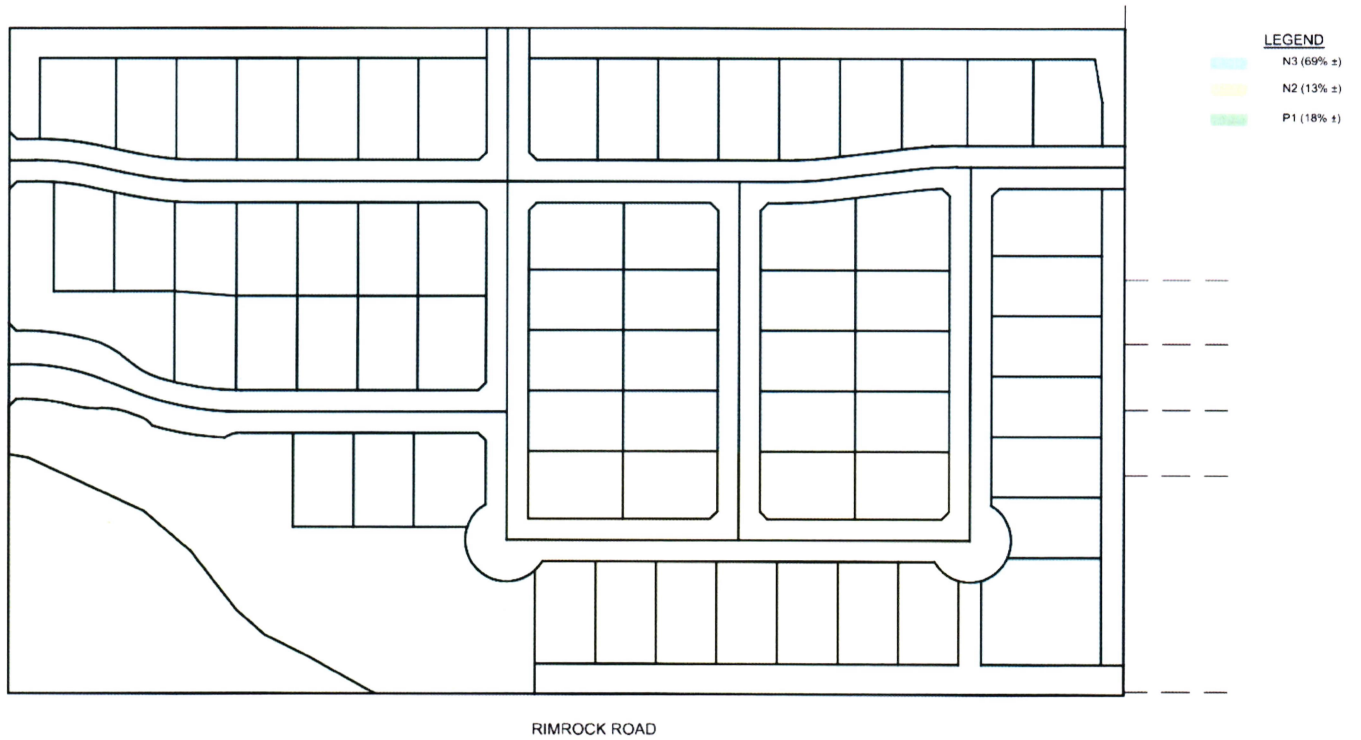 LEGEND
N3 (69% ±)
N2 (13% ±)
P1 (18% ±)
RIMROCK ROAD